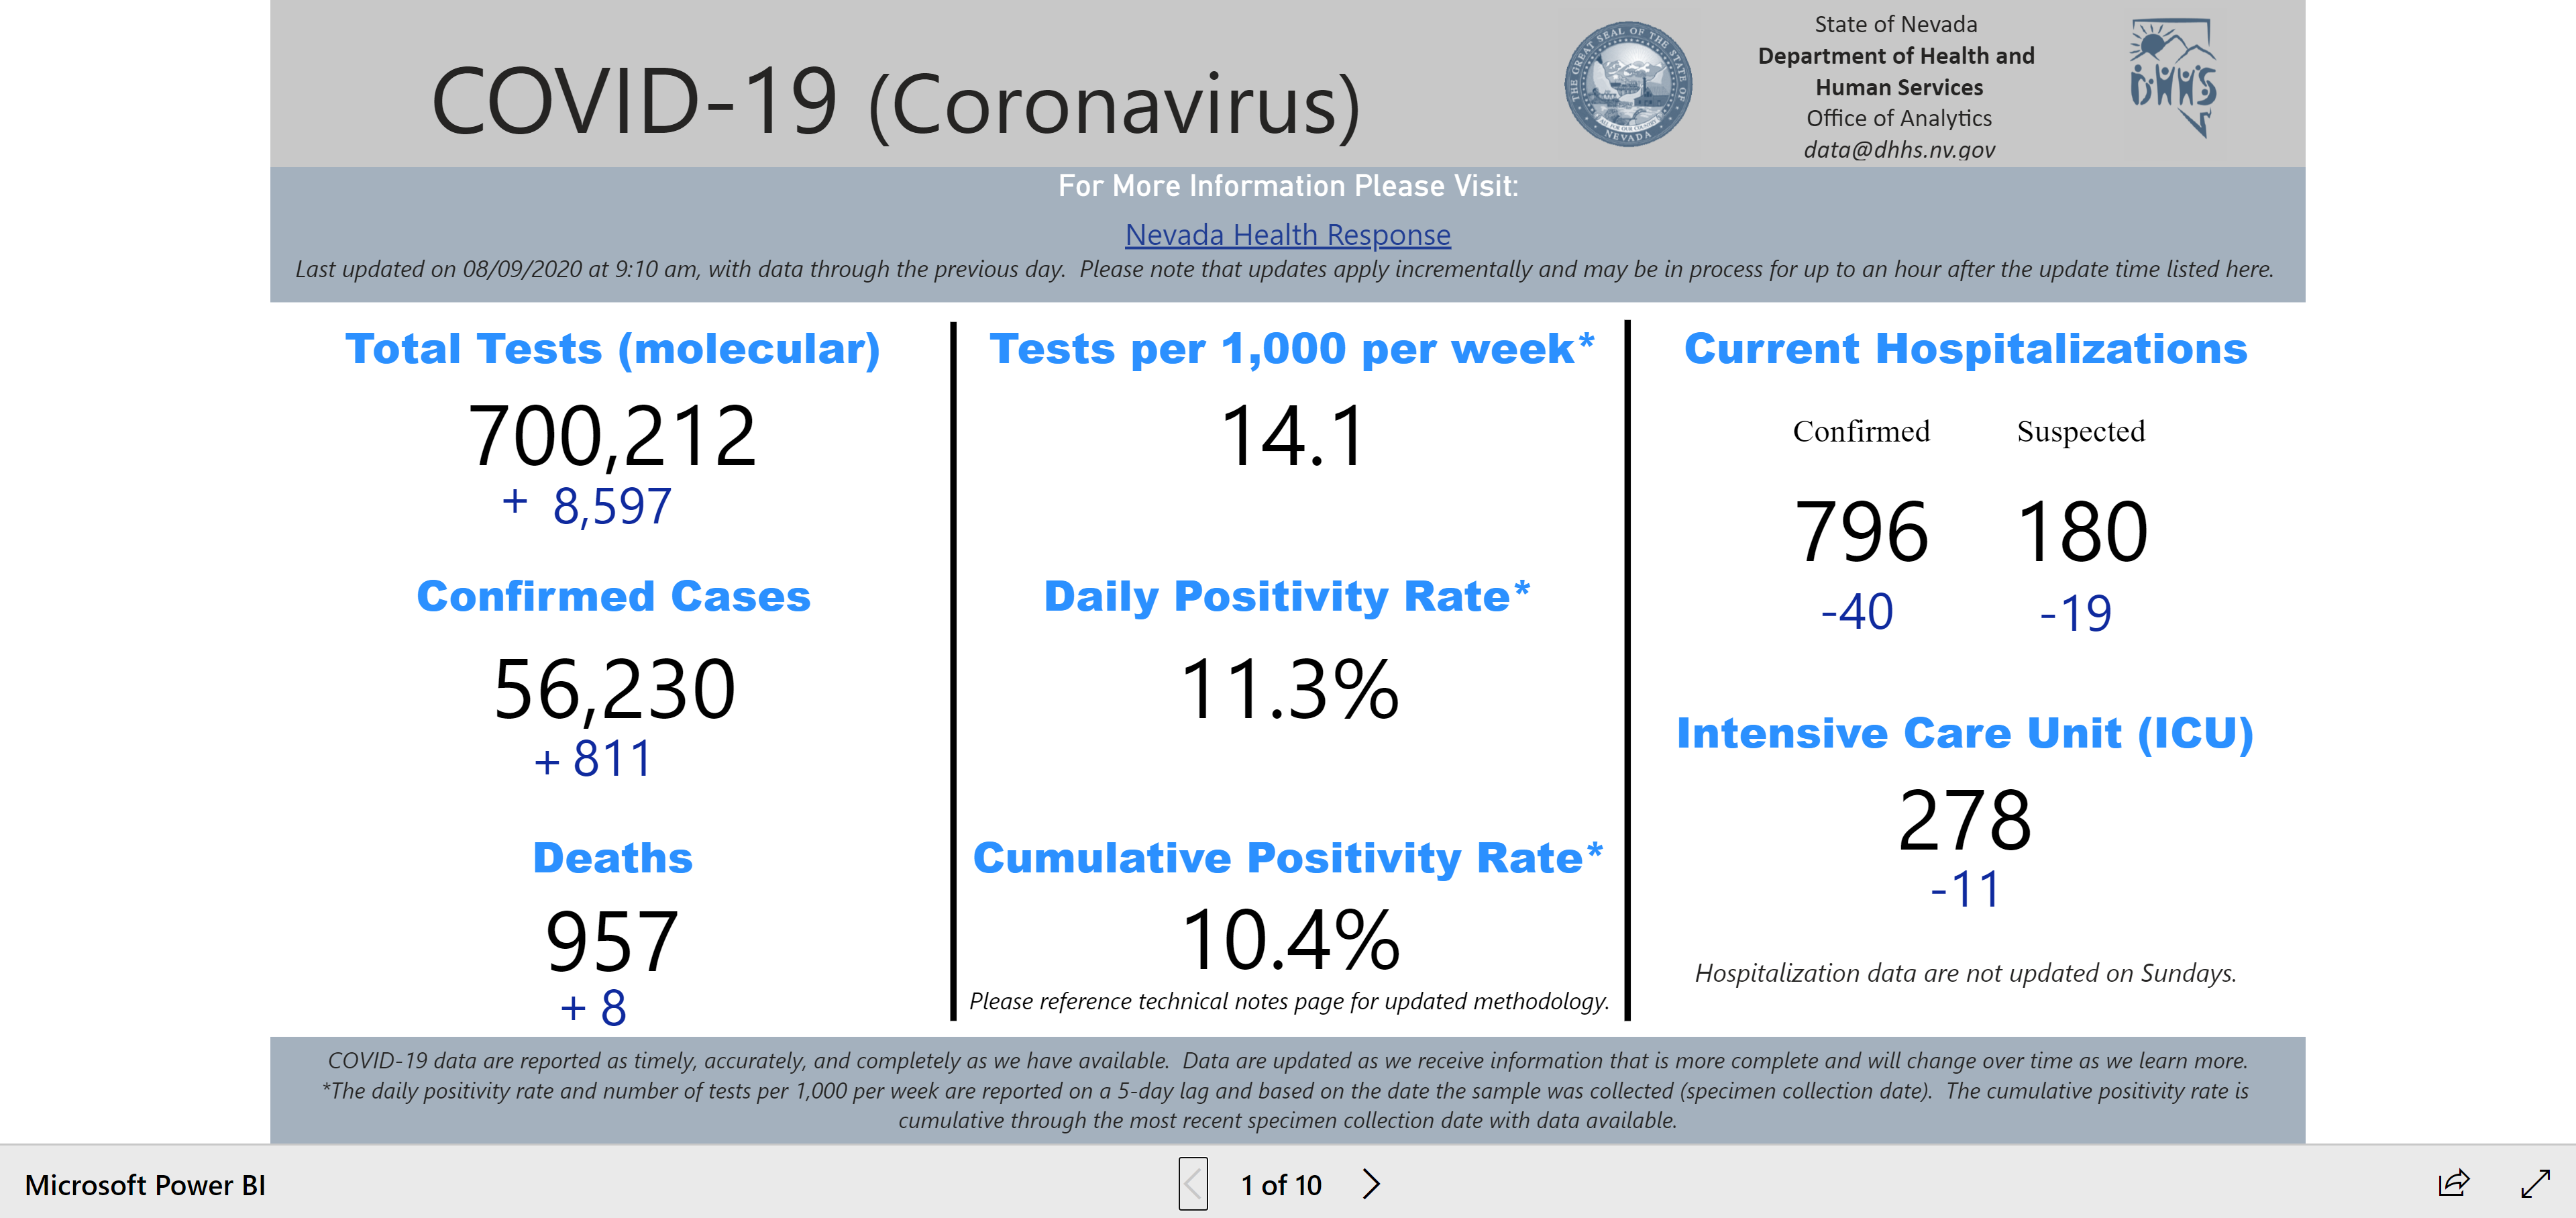 COVID-19 (Coronavirus)
THE GREAT SEAL OF THE STATE OF
ALL FOR OUR COUNTRY
NEVADA
State of Nevada
Department of Health and
Human Services
Office of Analytics
data@dhhs.nv.gov
DHHS
For More Information Please Visit:
Nevada Health Response
Last updated on 08/09/2020 at 9:10 am, with data through the previous day.  Please note that updates apply incrementally and may be in process for up to an hour after the update time listed here.
Total Tests (molecular)
700,212
+ 8,597
Confirmed Cases
56,230
+ 811
Deaths
957
+ 8
Tests per 1,000 per week*
14.1
Daily Positivity Rate*
11.3%
Cumulative Positivity Rate*
10.4%
Please reference technical notes page for updated methodology.
Current Hospitalizations
Confirmed Suspected
796 180
-40 -19
Intensive Care Unit (ICU)
278
-11
Hospitalization data are not updated on Sundays.
COVID-19 data are reported as timely, accurately, and completely as we have available.  Data are updated as we receive information that is more complete and will change over time as we learn more.
*The daily positivity rate and number of tests per 1,000 per week are reported on a 5-day lag and based on the date the sample was collected (specimen collection date).  The cumulative positivity rate is
cumulative through the most recent specimen collection date with data available.
Microsoft Power BI
1 of 10